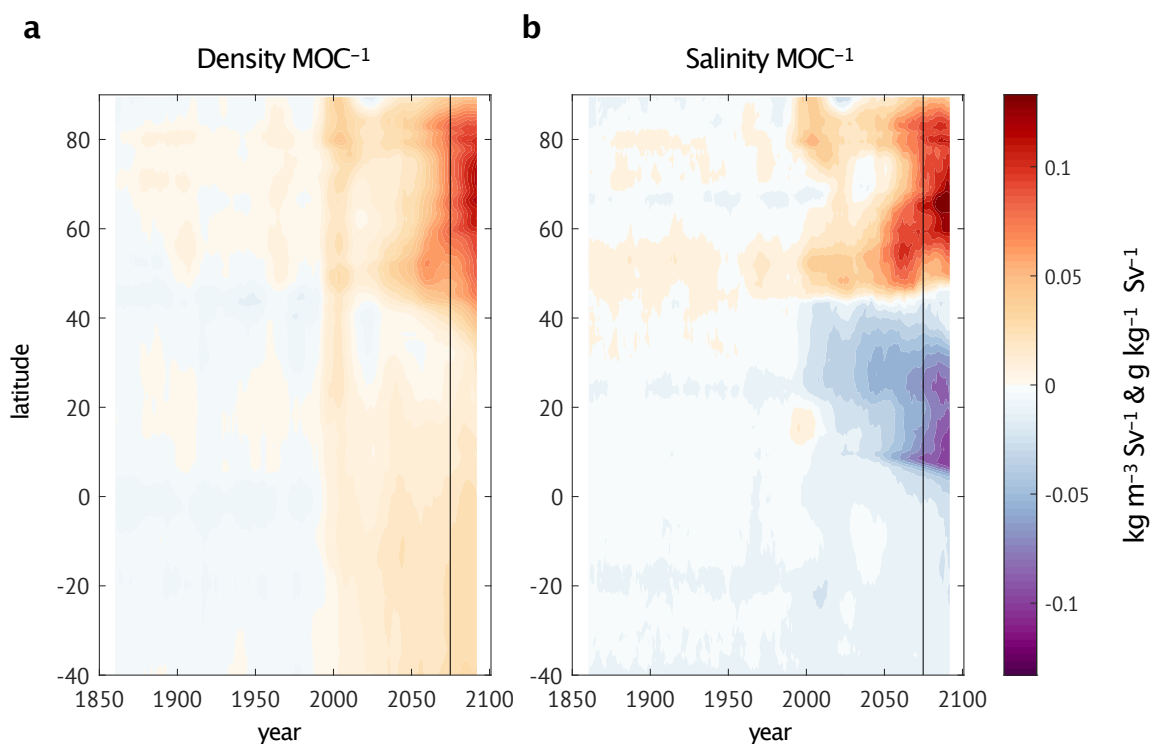 a
Density MOC⁻¹
80
60
40
20
0
-20
-40
latitude
1850 1900 1950 2000 2050 2100
year
b
Salinity MOC⁻¹
80
60
40
20
0
-20
-40
1850 1900 1950 2000 2050 2100
year
0.1
0.05
0
-0.05
-0.1
kg m⁻³ Sv⁻¹ & g kg⁻¹ Sv⁻¹